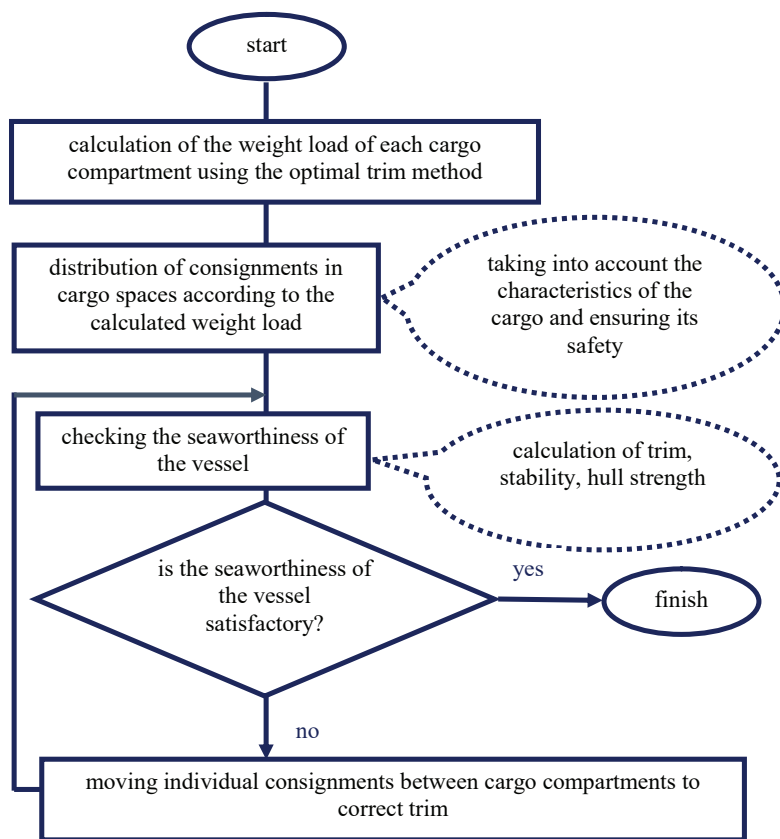 start
calculation of the weight load of each cargo
compartment using the optimal trim method
distribution of consignments in
cargo spaces according to the
calculated weight load
taking into account the
characteristics of the
cargo and ensuring its
safety
checking the seaworthiness of
the vessel
calculation of trim,
stability, hull strength
is the seaworthiness of
the vessel
satisfactory?
yes
finish
no
moving individual consignments between cargo compartments to
correct trim